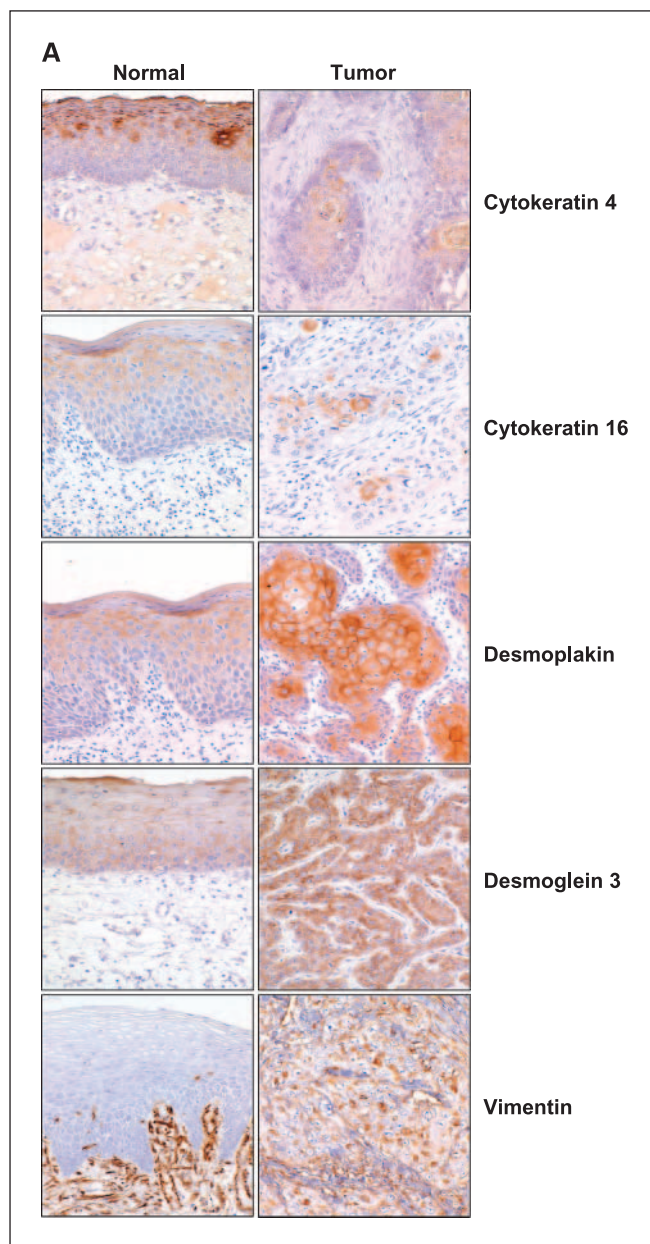 A
Normal Tumor
Cytokeratin 4
Cytokeratin 16
Desmoplakin
Desmoglein 3
Vimentin